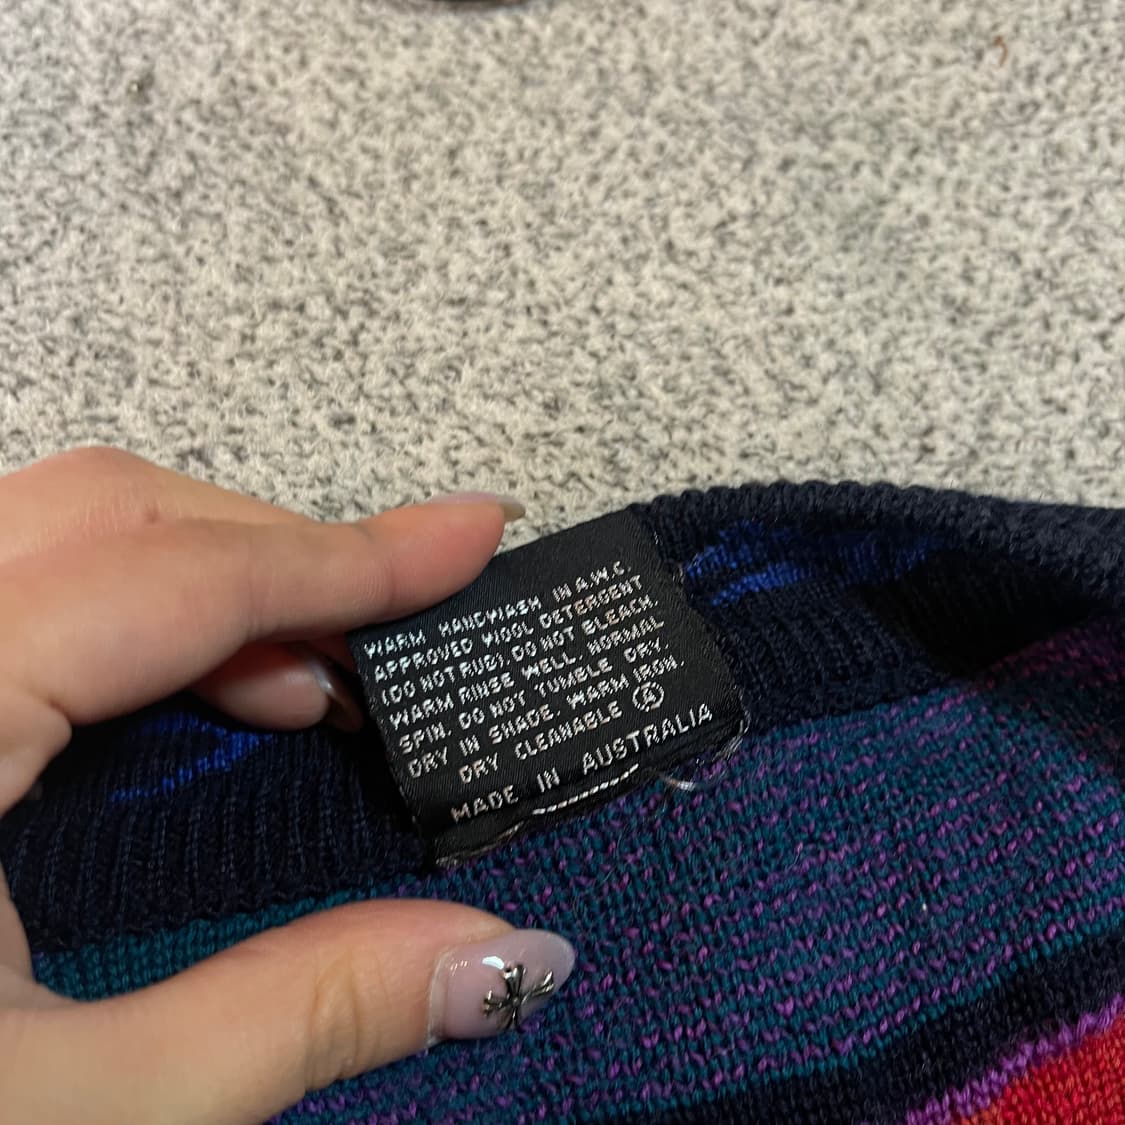 WARM HANDWASH IN A.W.C.
APPROVED WOOL DETERGENT
(DO NOT RUB). DO NOT BLEACH.
WARM RINSE WELL. NORMAL
SPIN. DO NOT TUMBLE DRY.
DRY IN SHADE. WARM IRON.
DRY CLEANABLE
MADE IN AUSTRALIA